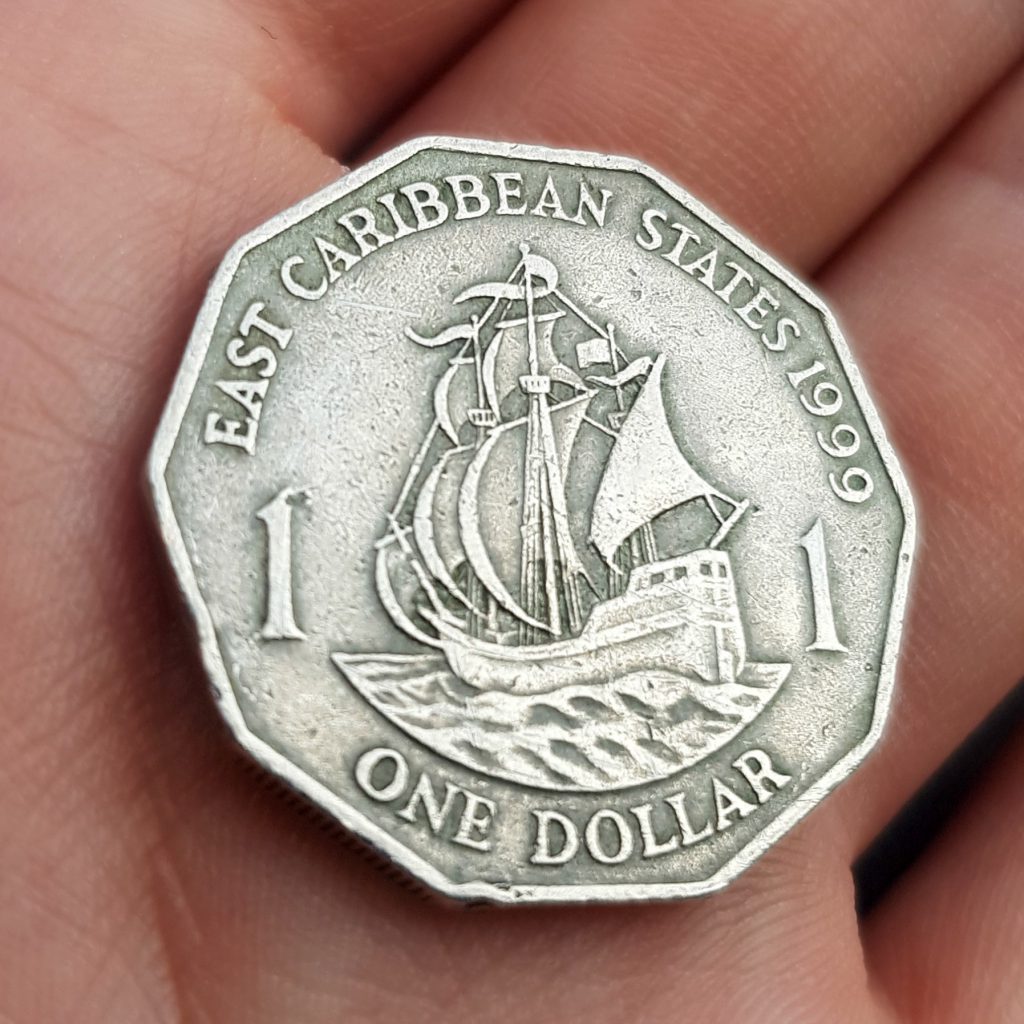 EAST CARIBBEAN STATES 1999
1 1
ONE DOLLAR